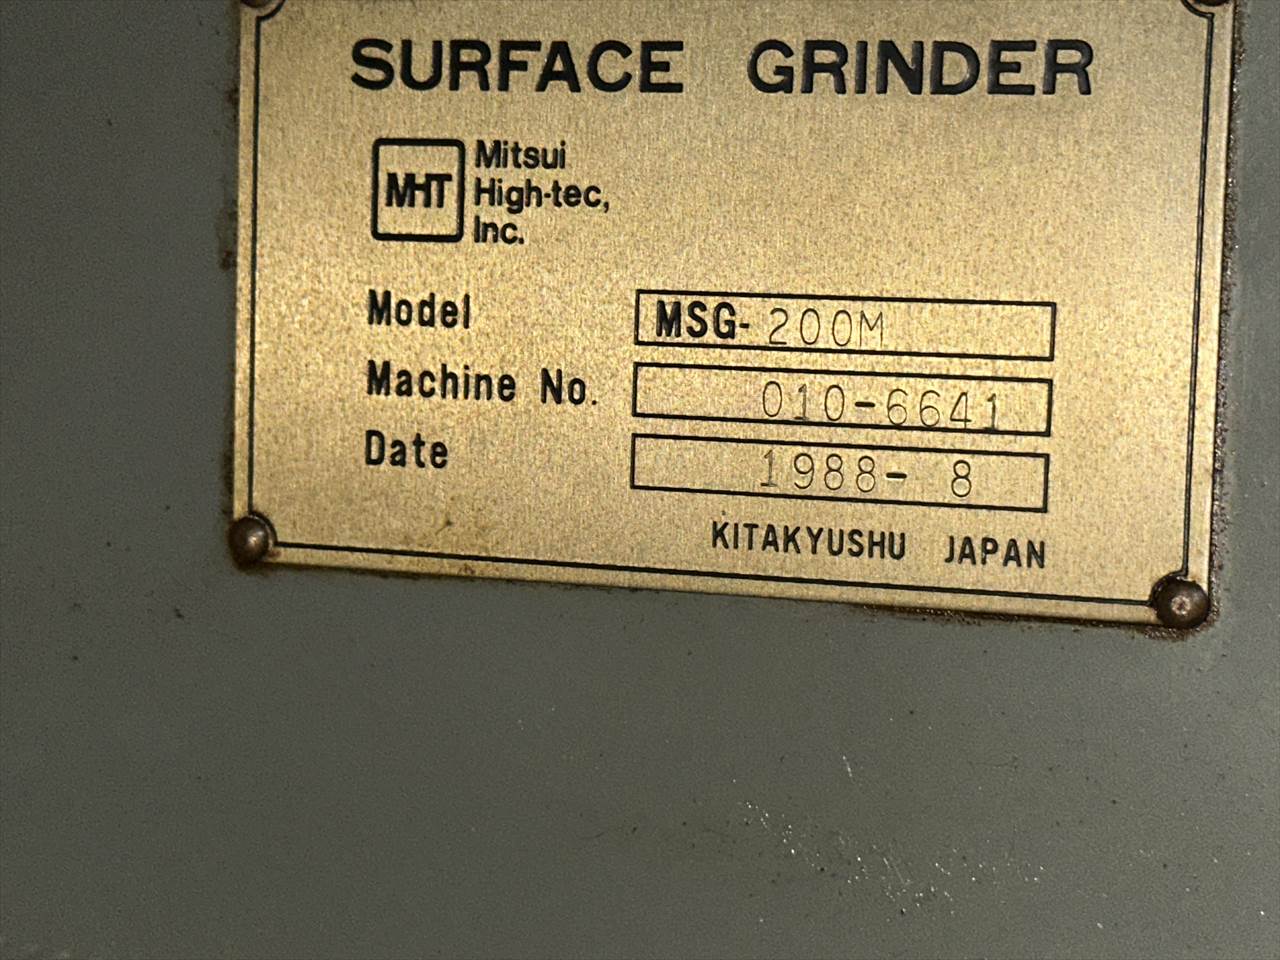 SURFACE GRINDER
MHT
Mitsui
High-tec,
Inc.
Model MSG-200M
Machine No. 010-6641
Date 1988- 8
KITAKYUSHU JAPAN